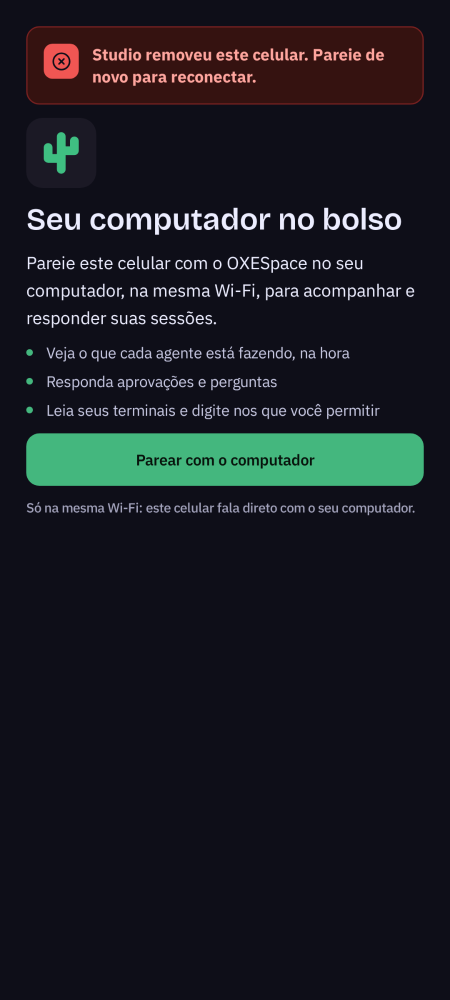 Studio removeu este celular. Pareie de
novo para reconectar.
Seu computador no bolso
Pareie este celular com o OXESpace no seu
computador, na mesma Wi-Fi, para acompanhar e
responder suas sessões.
Veja o que cada agente está fazendo, na hora
Responda aprovações e perguntas
Leia seus terminais e digite nos que você permitir
Parear com o computador
Só na mesma Wi-Fi: este celular fala direto com o seu computador.